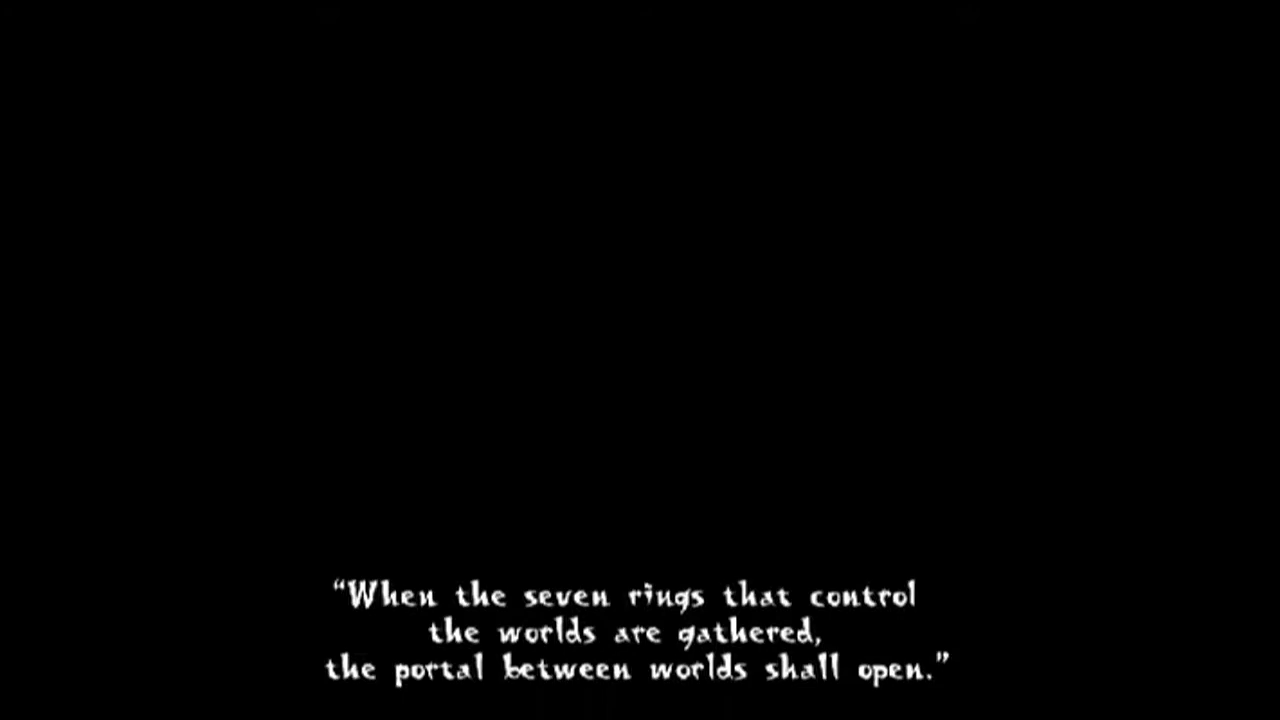 “When the seven rings that control
the worlds are gathered,
the portal between worlds shall open.”